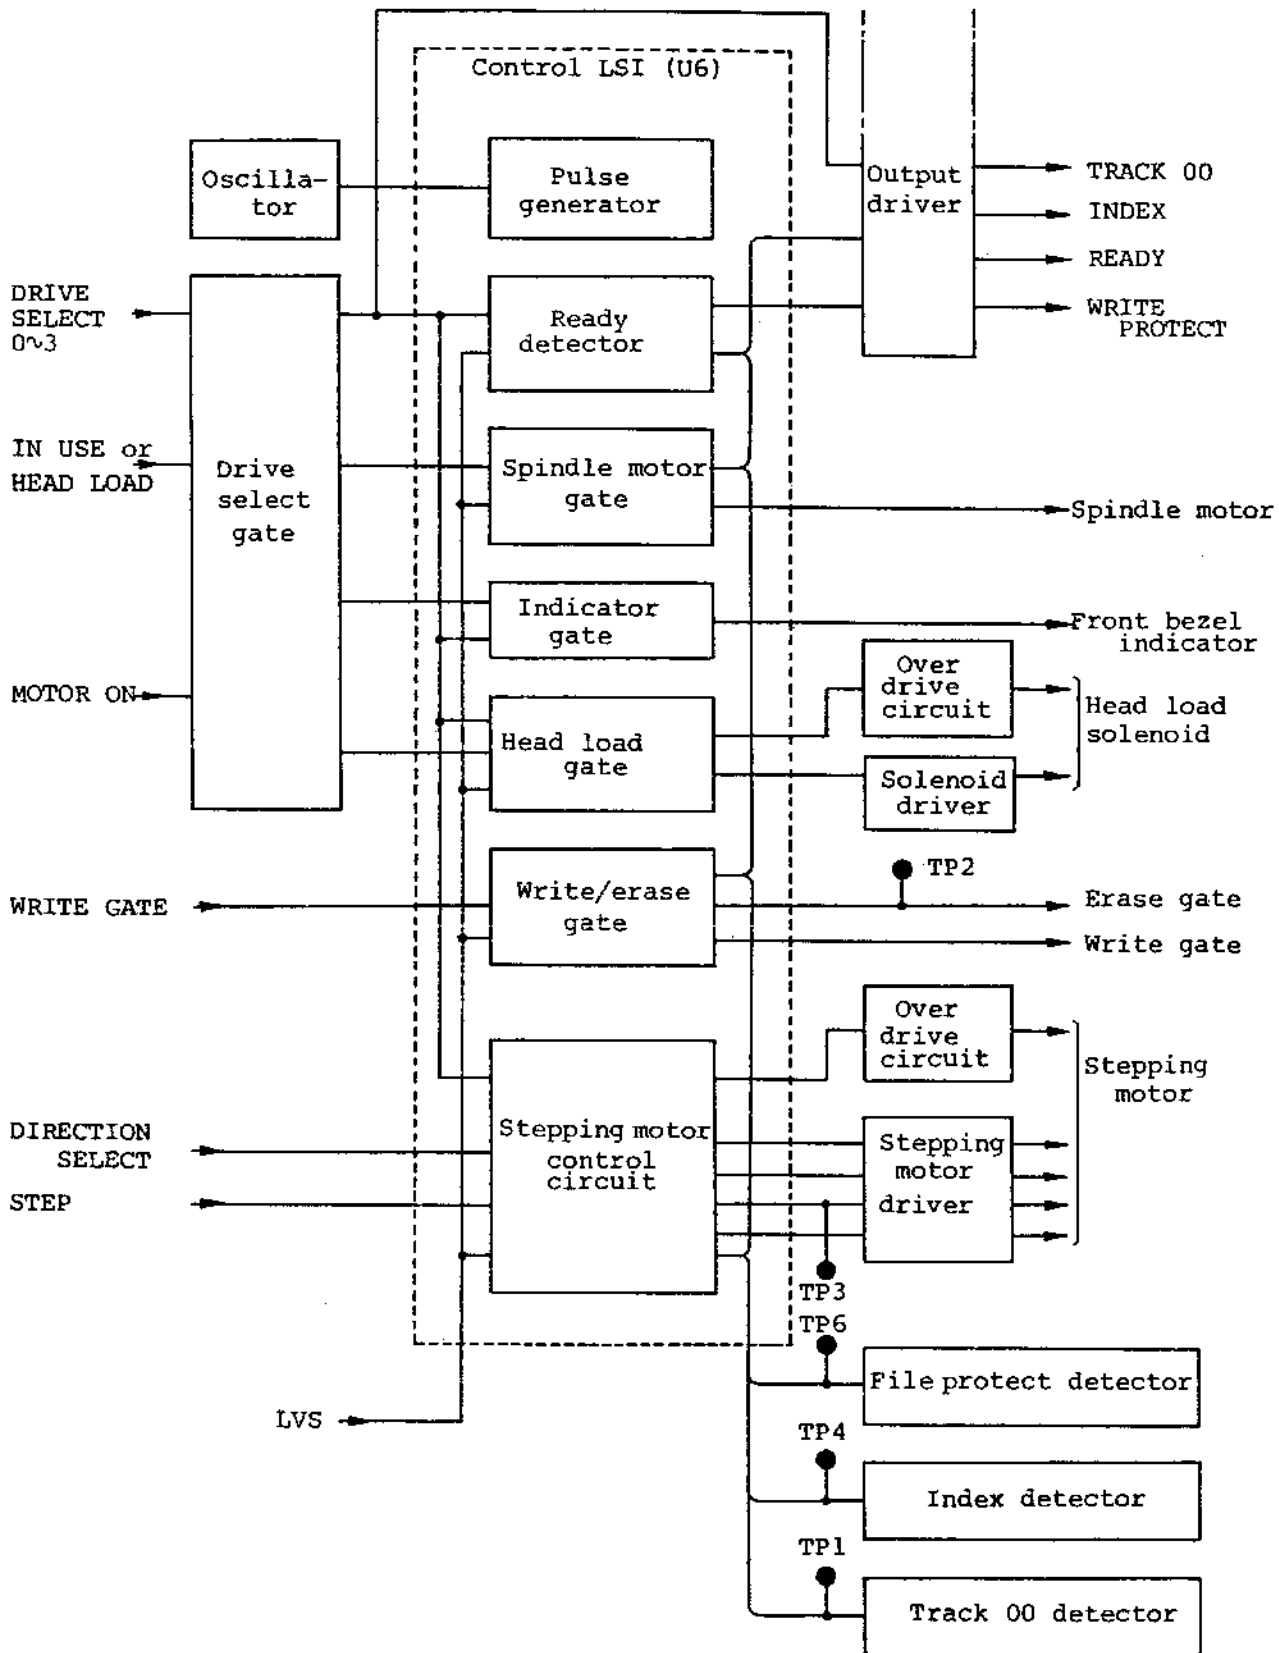 Control LSI (U6)
Oscilla-
tor
Pulse
generator
Output
driver
TRACK 00
INDEX
READY
WRITE
PROTECT
DRIVE
SELECT
0~3
Ready
detector
IN USE or
HEAD LOAD
Drive
select
gate
Spindle motor
gate
Spindle motor
Indicator
gate
Front bezel
indicator
MOTOR ON
Head load
gate
Over
drive
circuit
Solenoid
driver
Head load
solenoid
WRITE GATE
Write/erase
gate
TP2
Erase gate
Write gate
Over
drive
circuit
Stepping
motor
DIRECTION
SELECT
STEP
Stepping motor
control
circuit
Stepping
motor
driver
TP3
TP6
File protect detector
LVS
TP4
Index detector
TP1
Track 00 detector